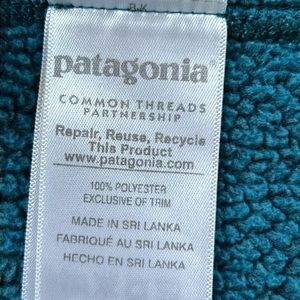 patagonia®
COMMON THREADS
PARTNERSHIP
Repair, Reuse, Recycle
This Product
www.patagonia.com
100% POLYESTER
EXCLUSIVE OF TRIM
MADE IN SRI LANKA
FABRIQUÉ AU SRI LANKA
HECHO EN SRI LANKA